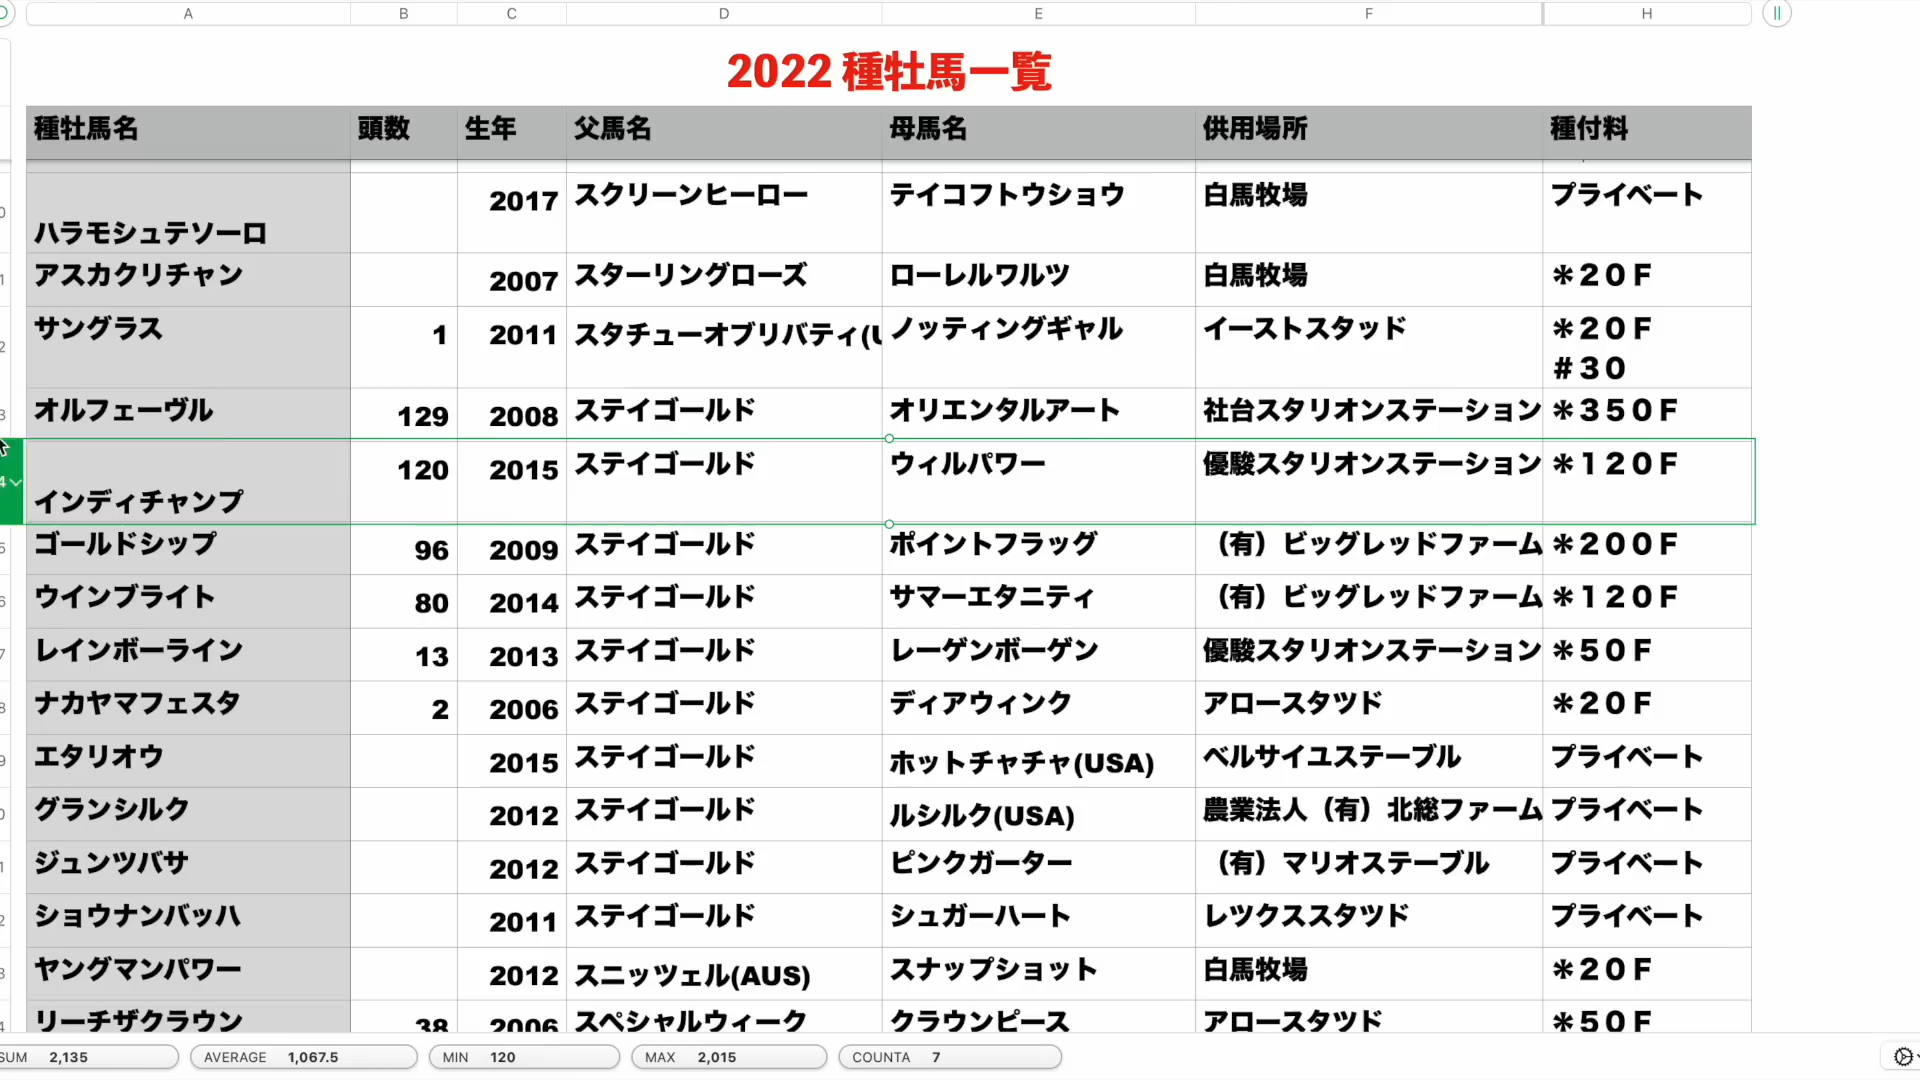 A B C D E F H
2022 種牡馬一覧
種牡馬名 頭数 生年 父馬名 母馬名 供用場所 種付料
ハラモシュテソーロ 2017 スクリーンヒーロー テイコフトウショウ 白馬牧場 プライベート
アスカクリチャン 2007 スターリングローズ ローレルワルツ 白馬牧場 ＊２０Ｆ
サングラス 1 2011 スタチューオブリバティ(U ノッティングギャル イーストスタッド ＊２０Ｆ
＃３０
オルフェーヴル 129 2008 ステイゴールド オリエンタルアート 社台スタリオンステーション ＊３５０Ｆ
インディチャンプ 120 2015 ステイゴールド ウィルパワー 優駿スタリオンステーション ＊１２０Ｆ
ゴールドシップ 96 2009 ステイゴールド ポイントフラッグ （有）ビッグレッドファーム ＊２００Ｆ
ウインブライト 80 2014 ステイゴールド サマーエタニティ （有）ビッグレッドファーム ＊１２０Ｆ
レインボーライン 13 2013 ステイゴールド レーゲンボーゲン 優駿スタリオンステーション ＊５０Ｆ
ナカヤマフェスタ 2 2006 ステイゴールド ディアウィンク アロースタツド ＊２０Ｆ
エタリオウ 2015 ステイゴールド ホットチャチャ(USA) ベルサイユステーブル プライベート
グランシルク 2012 ステイゴールド ルシルク(USA) 農業法人（有）北総ファーム プライベート
ジュンツバサ 2012 ステイゴールド ピンクガーター （有）マリオステーブル プライベート
ショウナンバッハ 2011 ステイゴールド シュガーハート レツクススタツド プライベート
ヤングマンパワー 2012 スニッツェル(AUS) スナップショット 白馬牧場 ＊２０Ｆ
リーチザクラウン 38 2006 スペシャルウィーク クラウンピース アロースタツド ＊５０Ｆ
SUM 2,135 AVERAGE 1,067.5 MIN 120 MAX 2,015 COUNTA 7